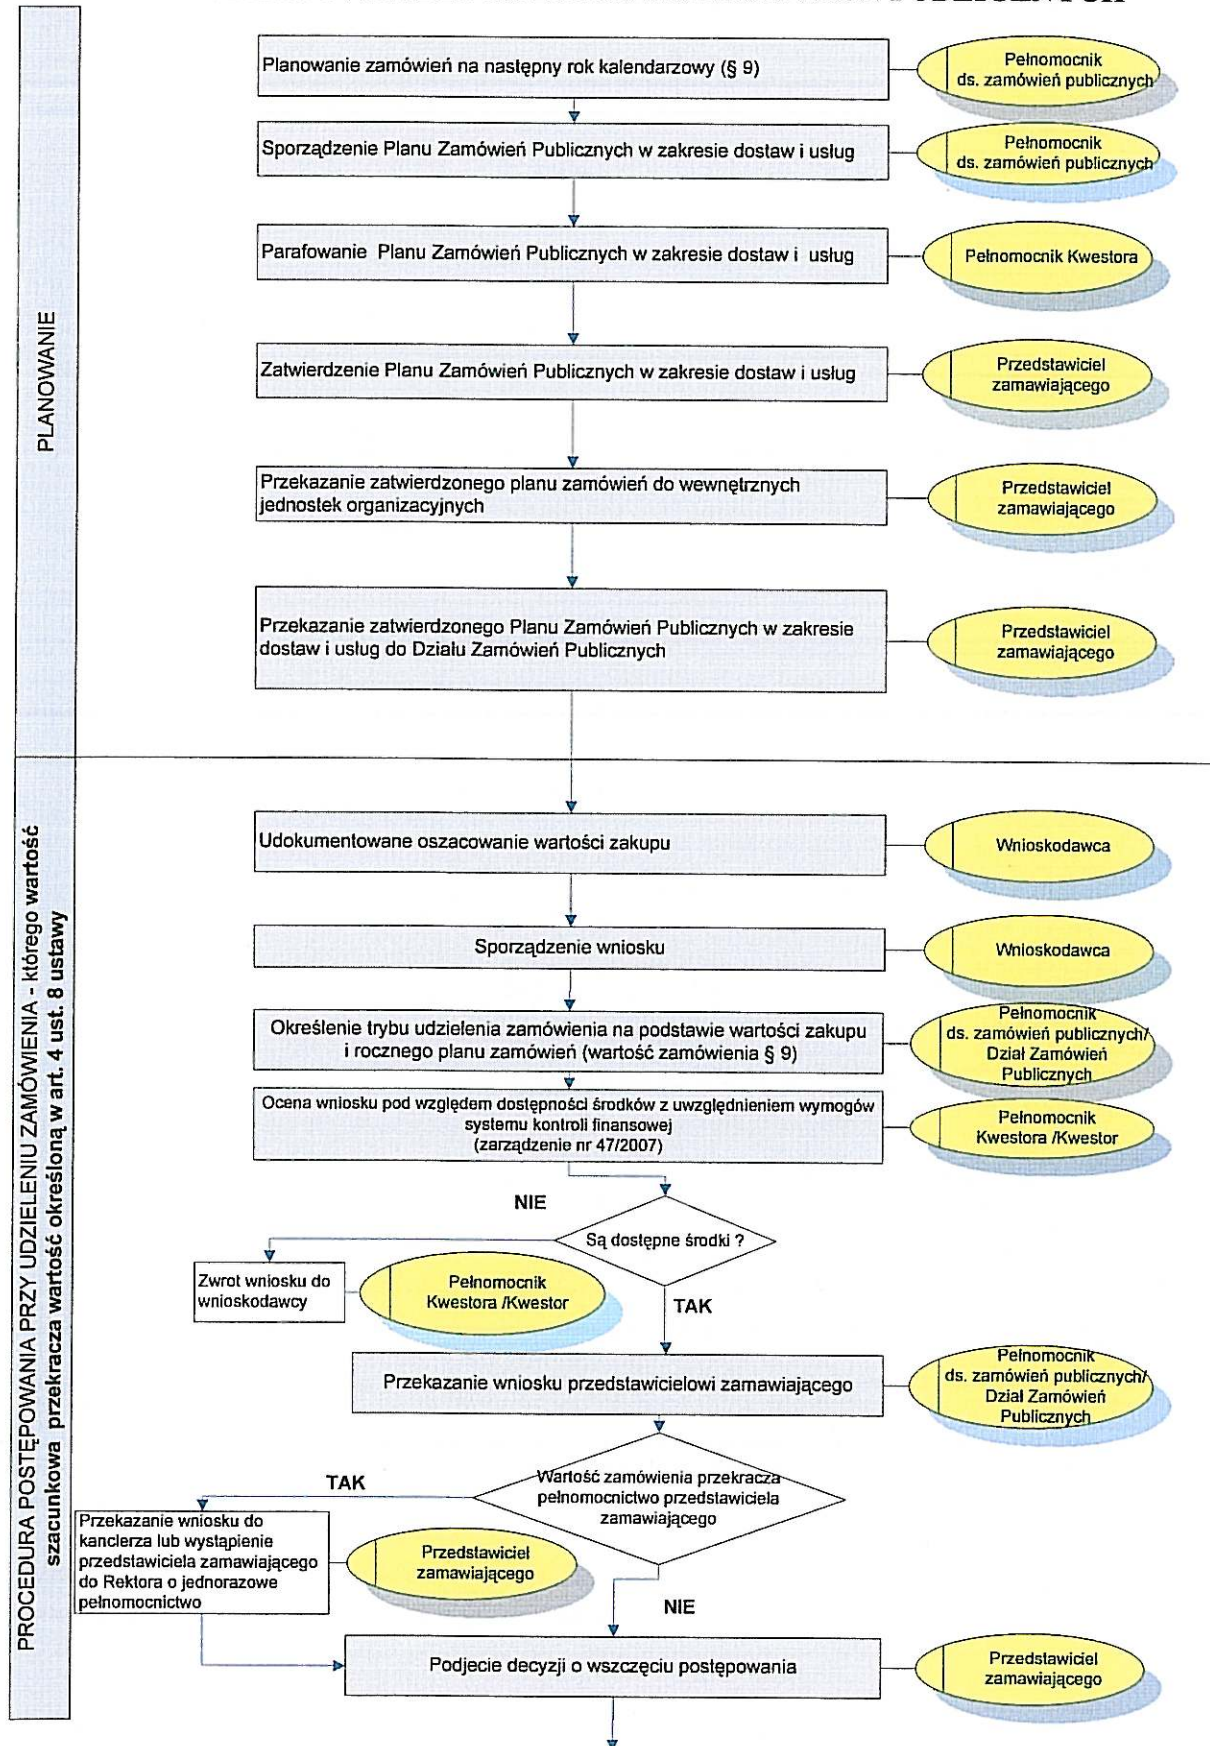 Planowanie zamówień na następny rok kalendarzowy (§ 9)
Pełnomocnik
ds. zamówień publicznych
Sporządzenie Planu Zamówień Publicznych w zakresie dostaw i usług
Pełnomocnik
ds. zamówień publicznych
Parafowanie Planu Zamówień Publicznych w zakresie dostaw i usług
Pełnomocnik Kwestora
Zatwierdzenie Planu Zamówień Publicznych w zakresie dostaw i usług
Przedstawiciel
zamawiającego
PLANOWANIE
Przekazanie zatwierdzonego planu zamówień do wewnętrznych
jednostek organizacyjnych
Przedstawiciel
zamawiającego
Przekazanie zatwierdzonego Planu Zamówień Publicznych w zakresie
dostaw i usług do Działu Zamówień Publicznych
Przedstawiciel
zamawiającego
PROCEDURA POSTĘPOWANIA PRZY UDZIELENIU ZAMÓWIENIA - którego wartość
szacunkowa przekracza wartość określoną w art. 4 ust. 8 ustawy
Udokumentowane oszacowanie wartości zakupu
Wnioskodawca
Sporządzenie wniosku
Wnioskodawca
Określenie trybu udzielenia zamówienia na podstawie wartości zakupu
i rocznego planu zamówień (wartość zamówienia § 9)
Pełnomocnik
ds. zamówień publicznych/
Dział Zamówień
Publicznych
Ocena wniosku pod względem dostępności środków z uwzględnieniem wymogów
systemu kontroli finansowej
(zarządzenie nr 47/2007)
Pełnomocnik
Kwestora /Kwestor
NIE
Są dostępne środki ?
Zwrot wniosku do
wnioskodawcy
Pełnomocnik
Kwestora /Kwestor
TAK
Przekazanie wniosku przedstawicielowi zamawiającego
Pełnomocnik
ds. zamówień publicznych/
Dział Zamówień
Publicznych
TAK
Wartość zamówienia przekracza
pełnomocnictwo przedstawiciela
zamawiającego
Przekazanie wniosku do
kanclerza lub wystąpienie
przedstawiciela zamawiającego
do Rektora o jednorazowe
pełnomocnictwo
Przedstawiciel
zamawiającego
NIE
Podjecie decyzji o wszczęciu postępowania
Przedstawiciel
zamawiającego